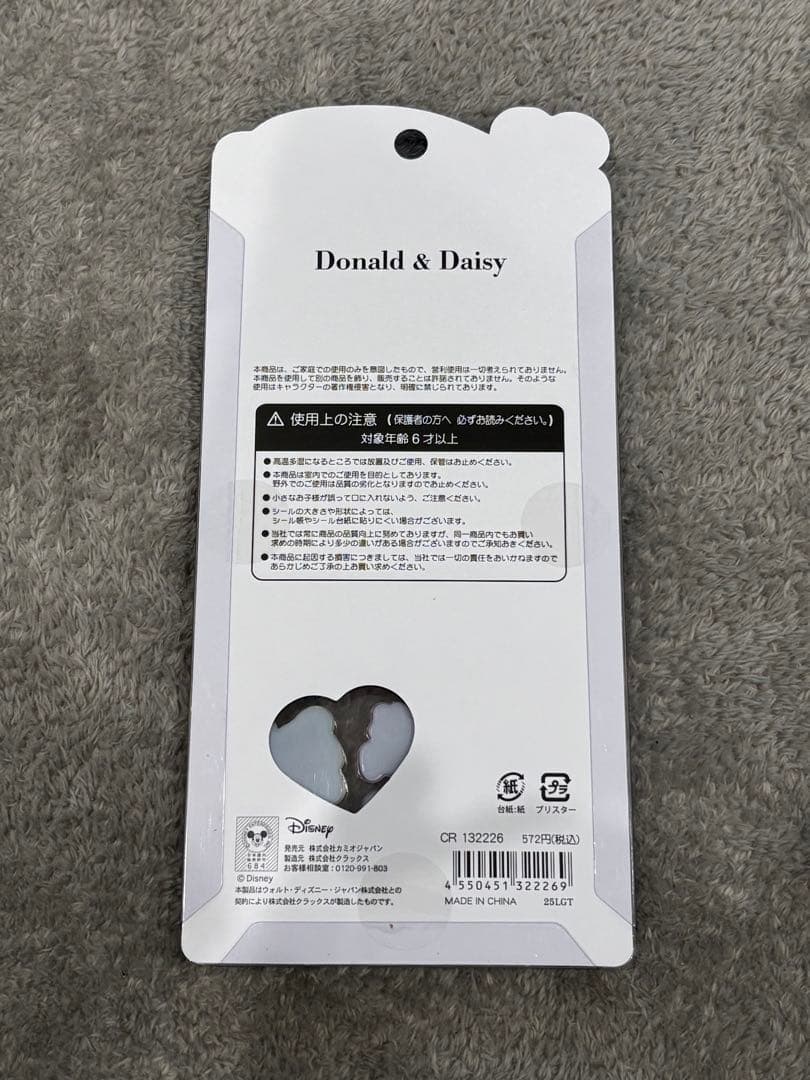 Donald & Daisy
本商品は、ご家庭での使用のみを意図したもので、営利使用は一切考えられておりません。
本商品を使用して別の商品を飾り、販売することは許諾されておりません。そのような
使用はキャラクターの著作権侵害となり、明確に禁じられております。
使用上の注意 (保護者の方へ 必ずお読みください。)
対象年齢6才以上
●高温多湿になるところでは放置及びご使用、保管はお止めください。
●本商品は室内でのご使用を目的としております。
野外でのご使用は品質の劣化となりますのでお止めください。
●小さなお子様が誤って口に入れないよう、ご注意ください。
●シールの大きさや形状によっては、
シール帳やシール台紙に貼りにくい場合がございます。
●当社では常に商品の品質向上に努めておりますが、同一商品内でもお買い
求めの時期により多少の違いがある場合がございますのでご承知おきください。
●本商品に起因する損害につきましては、当社では一切の責任をおいかねますので
あらかじめご了承の上お買い求めください。
紙
プラ
台紙:紙
ブリスター
Disney
684
©Disney
発売元 株式会社カミオジャパン
製造元 株式会社クラックス
お客様相談室:0120-991-803
本製品はウォルト・ディズニー・ジャパン株式会社との
契約により株式会社クラックスが製造したものです。
CR 132226 572円(税込)
4 550451 322269
MADE IN CHINA 25LGT